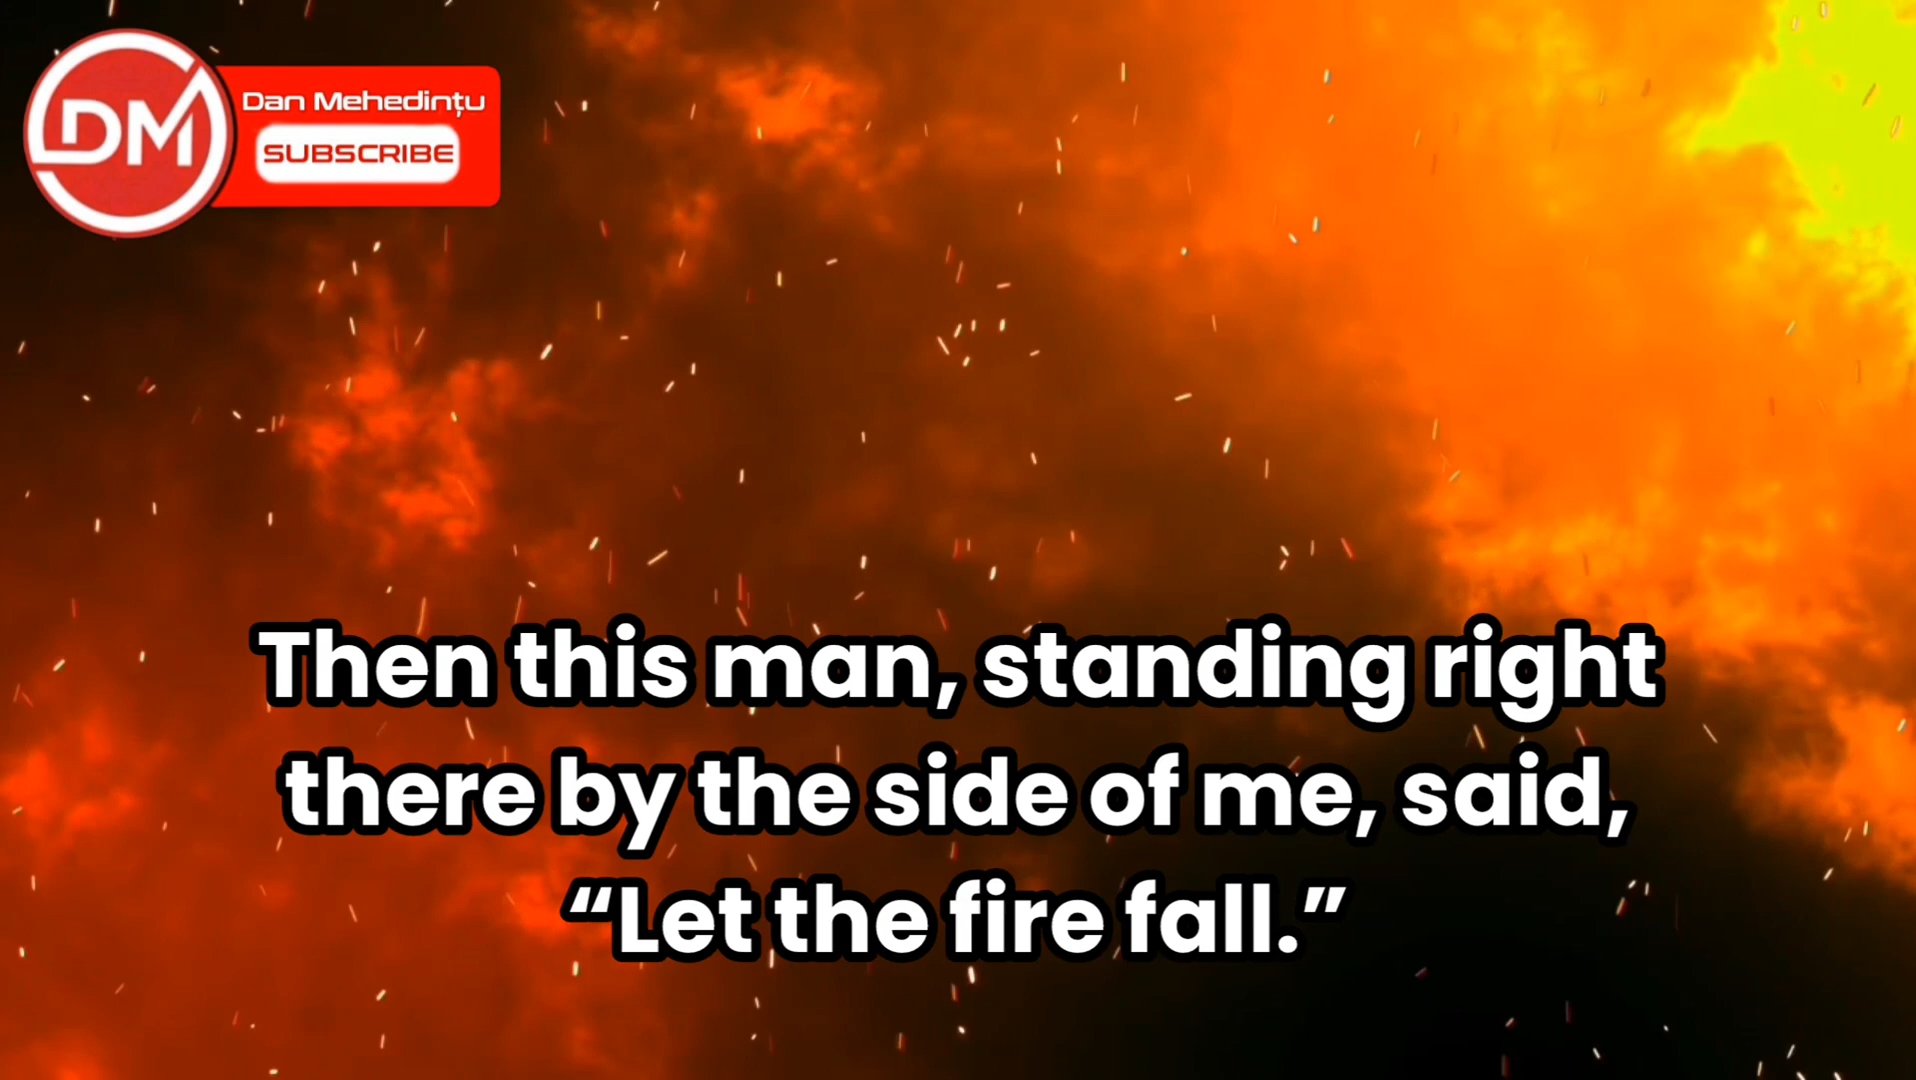 DM
Dan Mehedințu
SUBSCRIBE
Then this man, standing right
there by the side of me, said,
“Let the fire fall.”